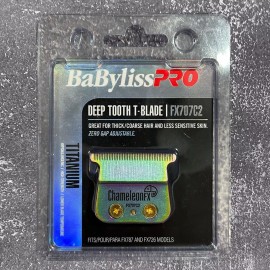 BaBylissPRO
DEEP TOOTH T-BLADE | FX707C2
GREAT FOR THICK/COARSE HAIR AND LESS SENSITIVE SKIN.
ZERO GAP ADJUSTABLE.
TITANIUM
ChameleonFX
FX707C2
FITS/POUR/PARA FX787 AND FX726 MODELS